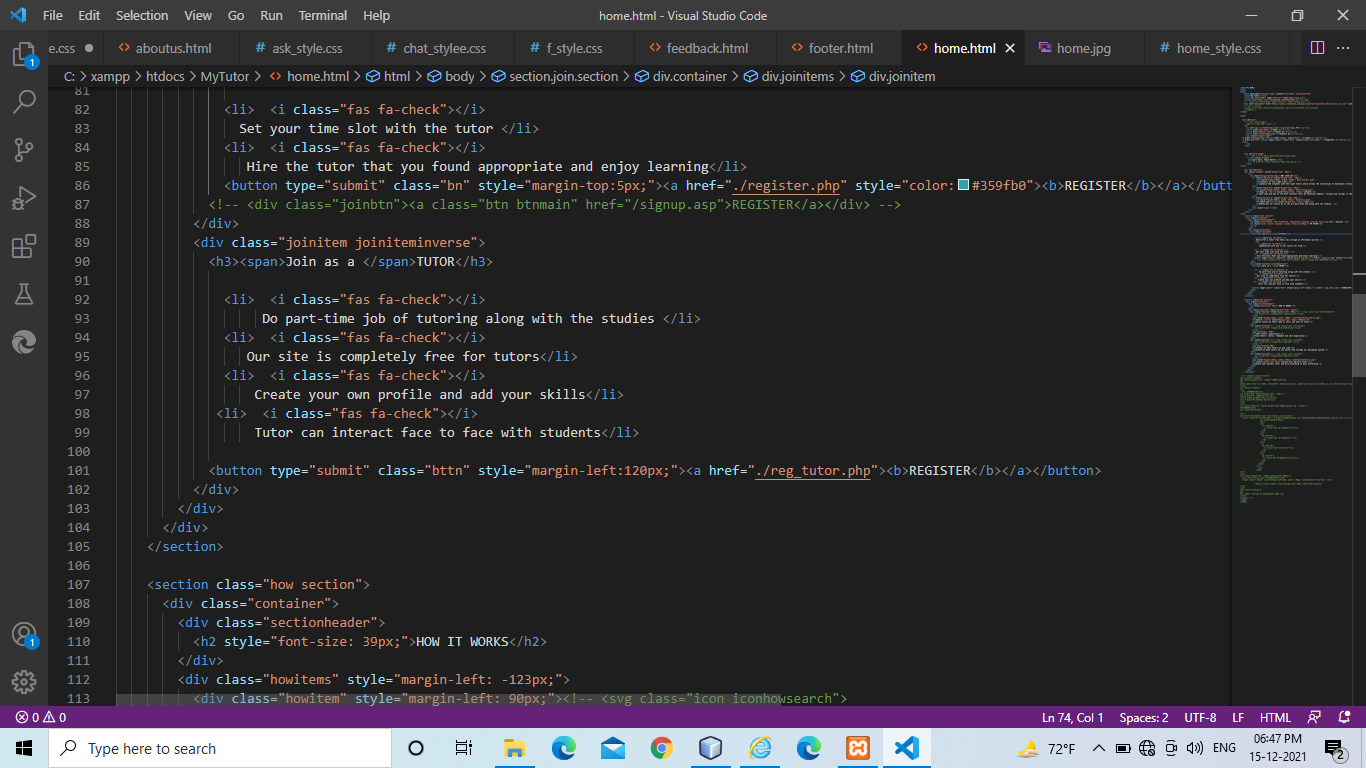 File Edit Selection View Go Run Terminal Help home.html - Visual Studio Code
e.css aboutus.html # ask_style.css # chat_stylee.css # f_style.css feedback.html footer.html home.html home.jpg # home_style.css
C: > xampp > htdocs > MyTutor > home.html > html > body > section.join.section > div.container > div.joinitems > div.joinitem
81
82 <li> <i class="fas fa-check"></i>
83 Set your time slot with the tutor </li>
84 <li> <i class="fas fa-check"></i>
85 Hire the tutor that you found appropriate and enjoy learning</li>
86 <button type="submit" class="bn" style="margin-top:5px;"><a href="./register.php" style="color:#359fb0"><b>REGISTER</b></a></butt
87 <!-- <div class="joinbtn"><a class="btn btnmain" href="/signup.asp">REGISTER</a></div> -->
88 </div>
89 <div class="joinitem joiniteminverse">
90 <h3><span>Join as a </span>TUTOR</h3>
91
92 <li> <i class="fas fa-check"></i>
93 Do part-time job of tutoring along with the studies </li>
94 <li> <i class="fas fa-check"></i>
95 Our site is completely free for tutors</li>
96 <li> <i class="fas fa-check"></i>
97 Create your own profile and add your skills</li>
98 <li> <i class="fas fa-check"></i>
99 Tutor can interact face to face with students</li>
100
101 <button type="submit" class="bttn" style="margin-left:120px;"><a href="./reg_tutor.php"><b>REGISTER</b></a></button>
102 </div>
103 </div>
104 </div>
105 </section>
106
107 <section class="how section">
108 <div class="container">
109 <div class="sectionheader">
110 <h2 style="font-size: 39px;">HOW IT WORKS</h2>
111 </div>
112 <div class="howitems" style="margin-left: -123px;">
113 <div class="howitem" style="margin-left: 90px;"><!-- <svg class="icon iconhowsearch">
0 0 Ln 74, Col 1 Spaces: 2 UTF-8 LF HTML
Type here to search 72°F ENG 06:47 PM
15-12-2021 2